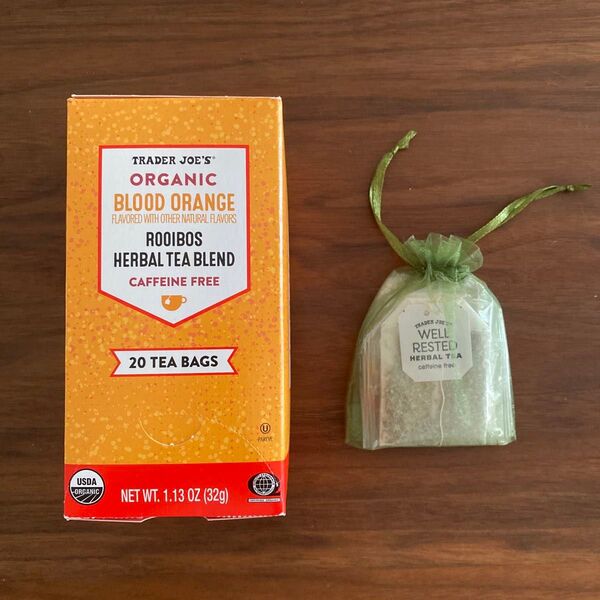 TRADER JOE'S®
ORGANIC
BLOOD ORANGE
FLAVORED WITH OTHER NATURAL FLAVORS
ROOIBOS
HERBAL TEA BLEND
CAFFEINE FREE
20 TEA BAGS
U
PAREVE
USDA
ORGANIC
NET WT. 1.13 OZ (32g)
TRADER JOE'S
WELL
RESTED
HERBAL TEA
caffeine free